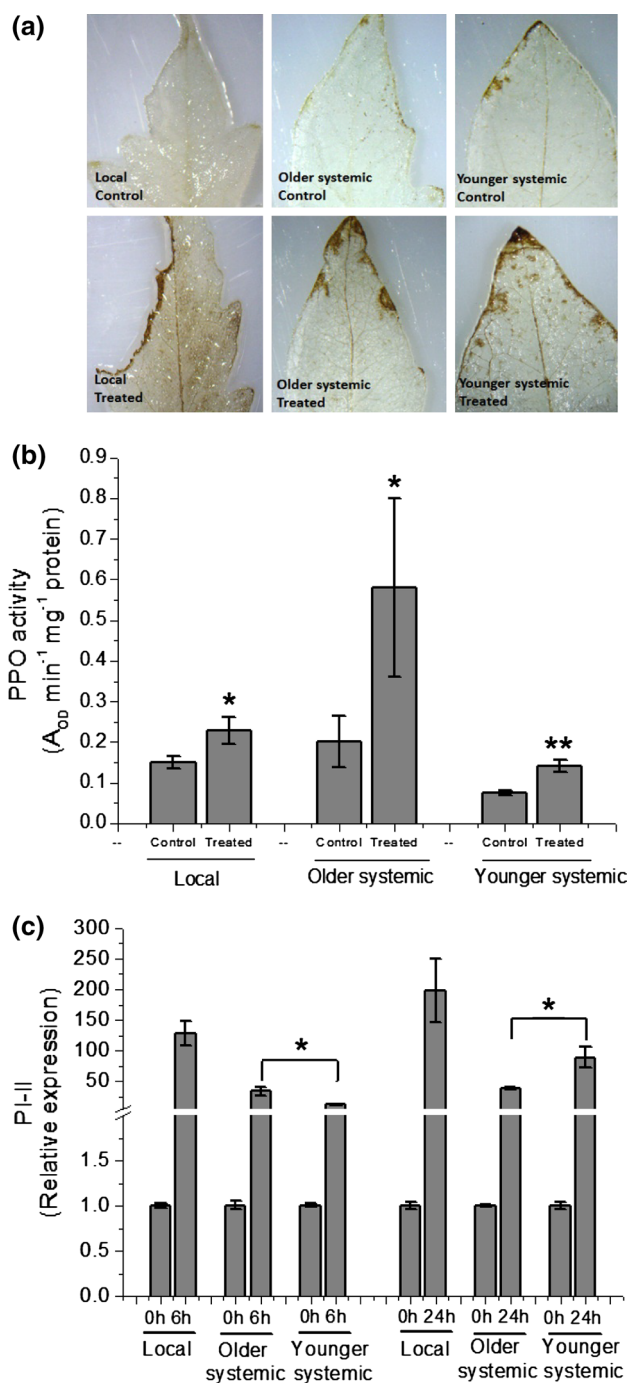 (a)
Local
Control
Older systemic
Control
Younger systemic
Control
Local
Treated
Older systemic
Treated
Younger systemic
Treated
(b)
PPO activity
(A_OD min⁻¹ mg⁻¹ protein)
0.9
0.8
0.7
0.6
0.5
0.4
0.3
0.2
0.1
0.0
*
*
**
-- Control Treated -- Control Treated -- Control Treated
Local Older systemic Younger systemic
(c)
PI-II
(Relative expression)
300
250
200
150
100
50
1.5
1.0
0.5
0.0
*
*
0h 6h 0h 6h 0h 6h 0h 24h 0h 24h 0h 24h
Local Older systemic Younger systemic Local Older systemic Younger systemic